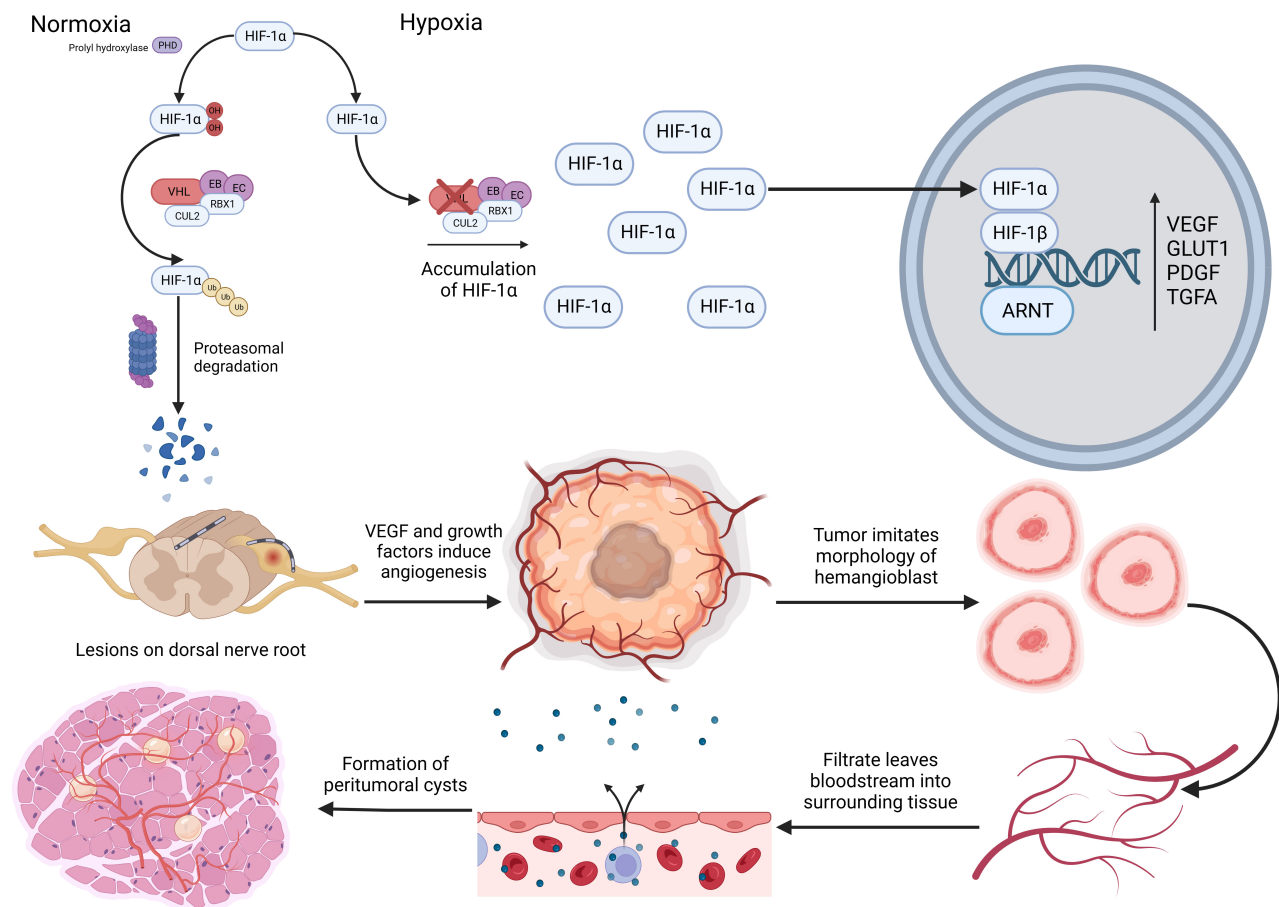 Normoxia
Hypoxia
Prolyl hydroxylase
PHD
HIF-1α
HIF-1α
OH
OH
HIF-1α
VHL
EB
EC
RBX1
CUL2
HIF-1α
Ub
Ub
Ub
Proteasomal
degradation
EB
EC
RBX1
CUL2
Accumulation
of HIF-1α
HIF-1α
HIF-1α
HIF-1α
HIF-1α
HIF-1α
HIF-1α
HIF-1α
HIF-1β
ARNT
VEGF
GLUT1
PDGF
TGFA
Lesions on dorsal nerve root
VEGF and growth
factors induce
angiogenesis
Tumor imitates
morphology of
hemangioblast
Filtrate leaves
bloodstream into
surrounding tissue
Formation of
peritumoral cysts